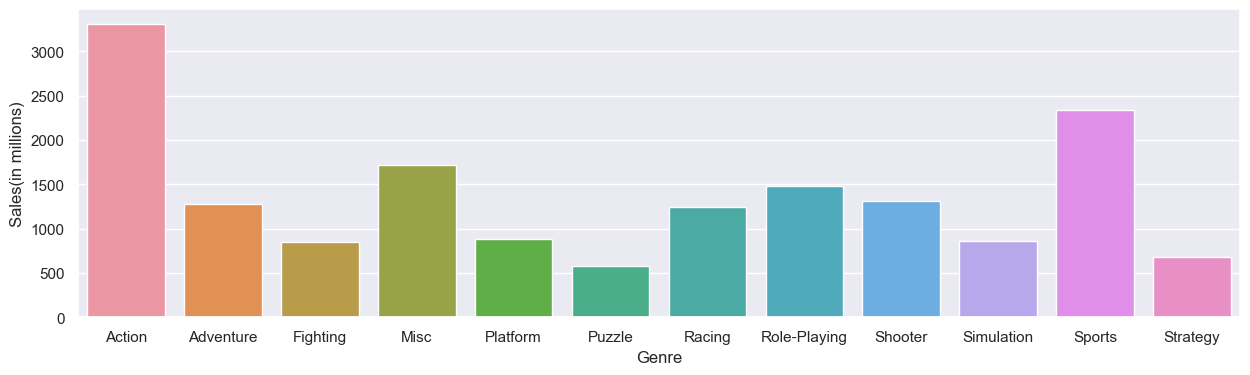 3000
2500
2000
1500
1000
500
0
Sales(in millions)
Action Adventure Fighting Misc Platform Puzzle Racing Role-Playing Shooter Simulation Sports Strategy
Genre